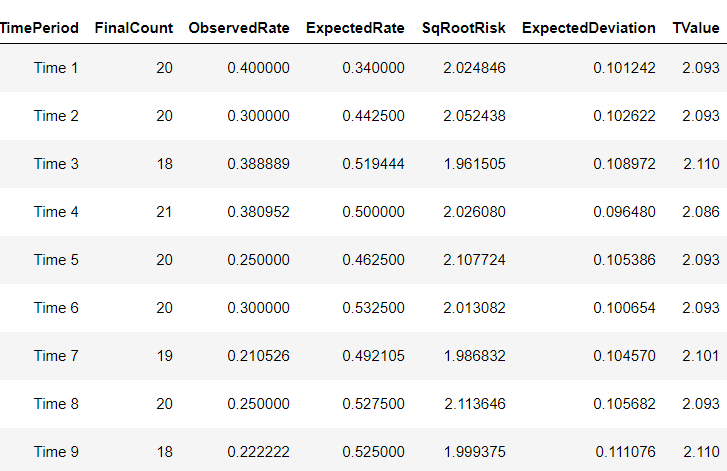 TimePeriod FinalCount ObservedRate ExpectedRate SqRootRisk ExpectedDeviation TValue
Time 1 20 0.400000 0.340000 2.024846 0.101242 2.093
Time 2 20 0.300000 0.442500 2.052438 0.102622 2.093
Time 3 18 0.388889 0.519444 1.961505 0.108972 2.110
Time 4 21 0.380952 0.500000 2.026080 0.096480 2.086
Time 5 20 0.250000 0.462500 2.107724 0.105386 2.093
Time 6 20 0.300000 0.532500 2.013082 0.100654 2.093
Time 7 19 0.210526 0.492105 1.986832 0.104570 2.101
Time 8 20 0.250000 0.527500 2.113646 0.105682 2.093
Time 9 18 0.222222 0.525000 1.999375 0.111076 2.110